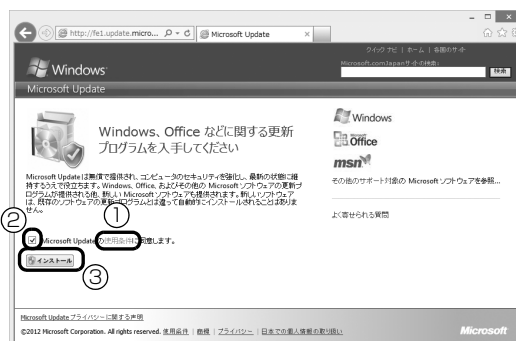 http://fe1.update.micro...
Microsoft Update
クイック ナビ | ホーム | 各国のサイト
Windows
Microsoft.comJapanサイトの検索:
検索
Microsoft Update
Windows、Office などに関する更新
プログラムを入手してください
Microsoft Update は無償で提供され、コンピュータのセキュリティを強化し、最新の状態に維
持するうえで役立ちます。Windows、Office、およびその他の Microsoft ソフトウェアの更新プ
ログラムが提供される他、新しい Microsoft ソフトウェアも提供されます。新しいソフトウェア
は、既存のソフトウェアの更新プログラムとは違って自動的にインストールされることはありま
せん。
①
②
Microsoft Update の使用条件に同意します。
インストール
③
Windows
Microsoft Office
msn
その他のサポート対象の Microsoft ソフトウェアを参照...
よく寄せられる質問
Microsoft Update プライバシーに関する声明
©2012 Microsoft Corporation. All rights reserved. 使用条件 | 商標 | プライバシー | 日本での個人情報の取り扱い
Microsoft